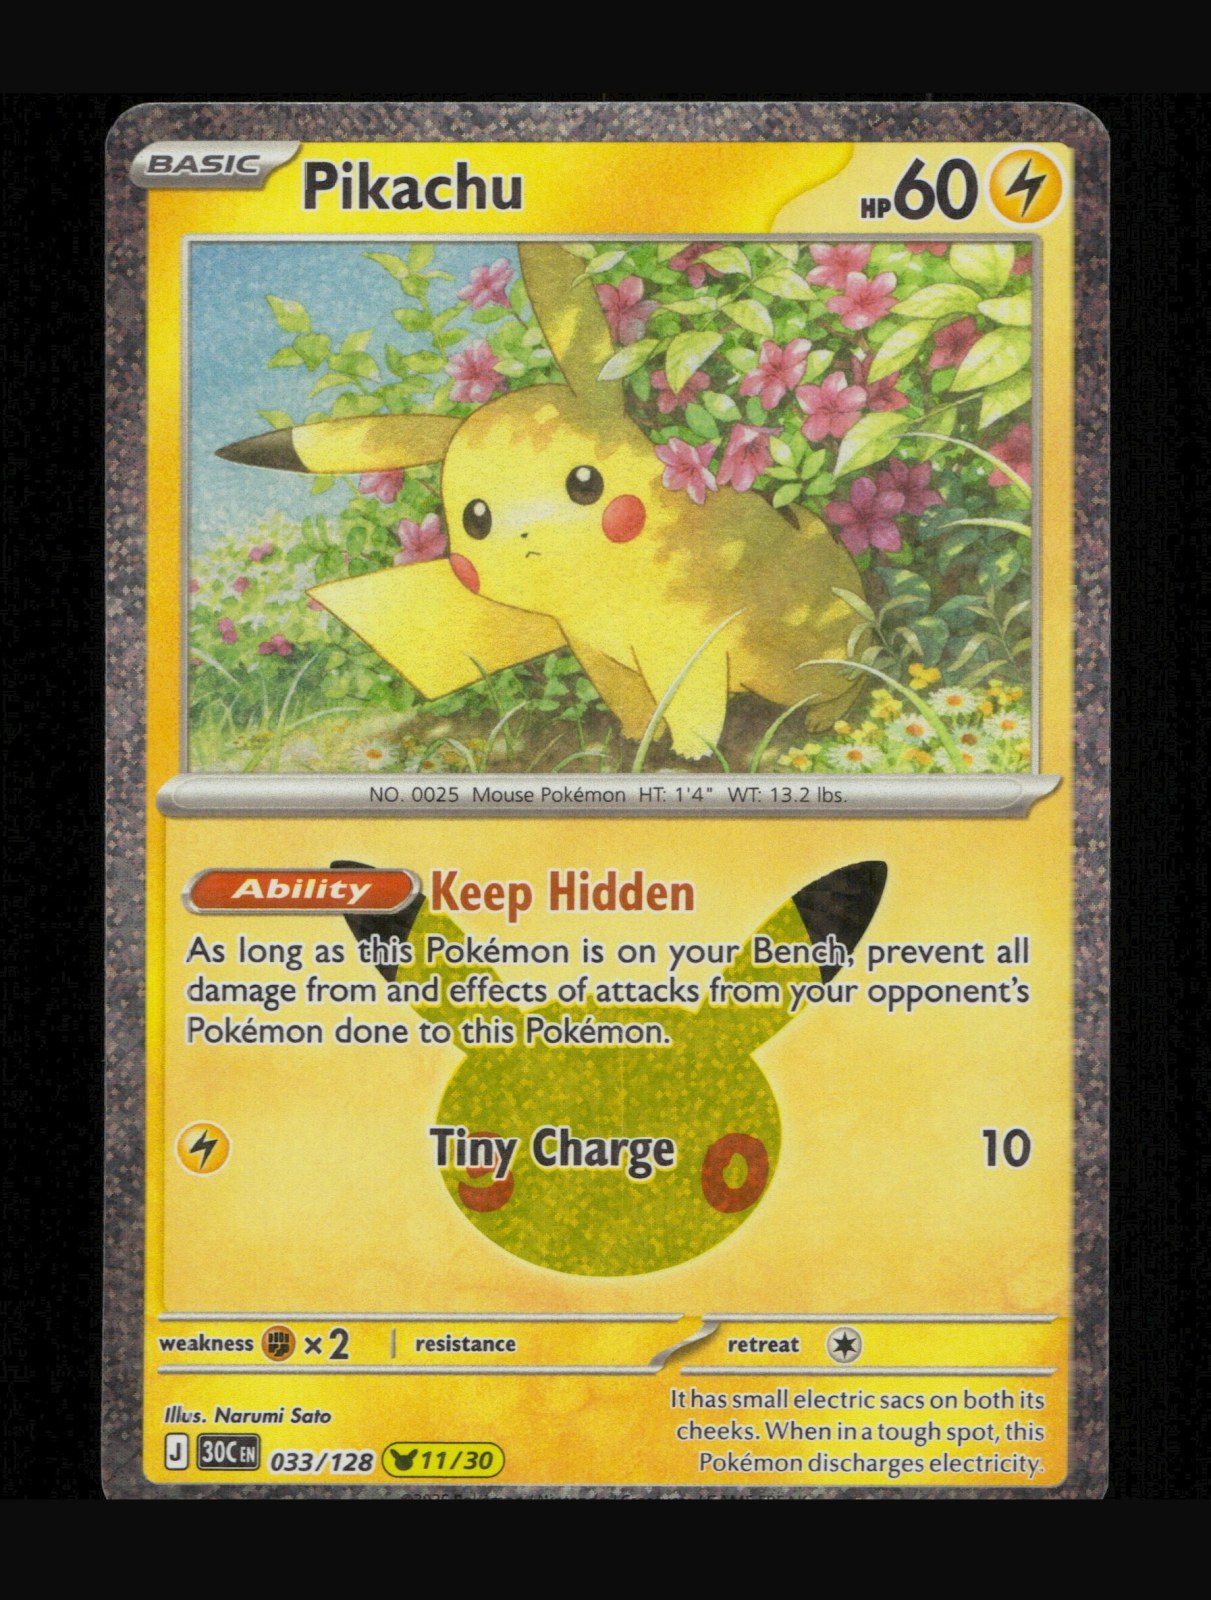 BASIC Pikachu HP 60
NO. 0025 Mouse Pokémon HT: 1'4" WT: 13.2 lbs.
Ability Keep Hidden
As long as this Pokémon is on your Bench, prevent all
damage from and effects of attacks from your opponent's
Pokémon done to this Pokémon.
Tiny Charge 10
weakness ×2 resistance retreat
It has small electric sacs on both its
cheeks. When in a tough spot, this
Pokémon discharges electricity.
Illus. Narumi Sato
J 30C EN 033/128 11/30